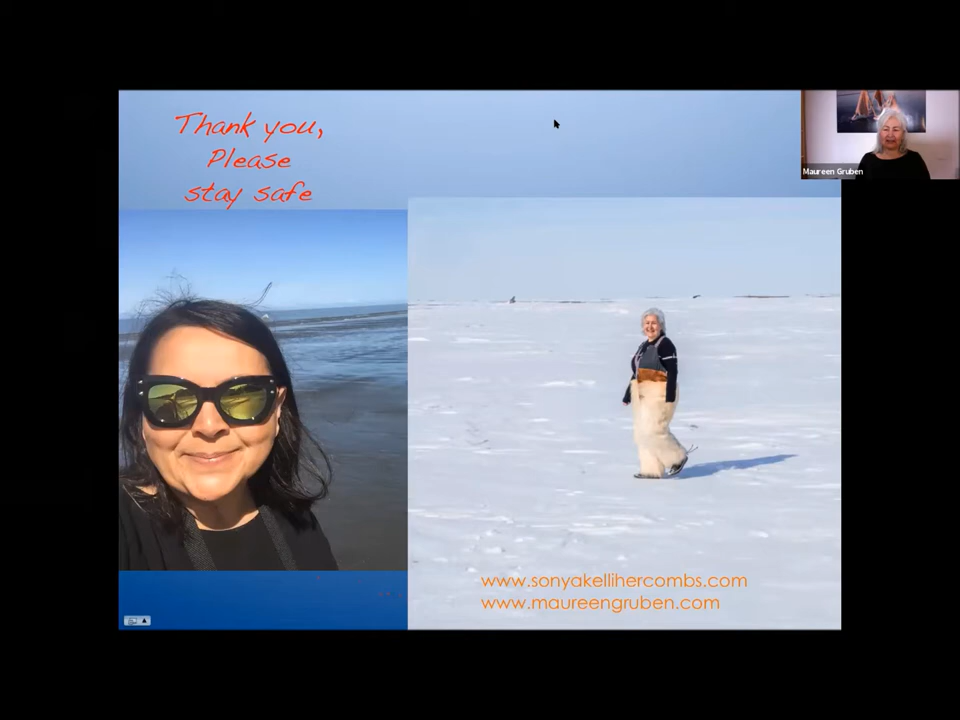 Thank you,
Please
stay safe
Maureen Gruben
www.sonyakellihercombs.com
www.maureengruben.com